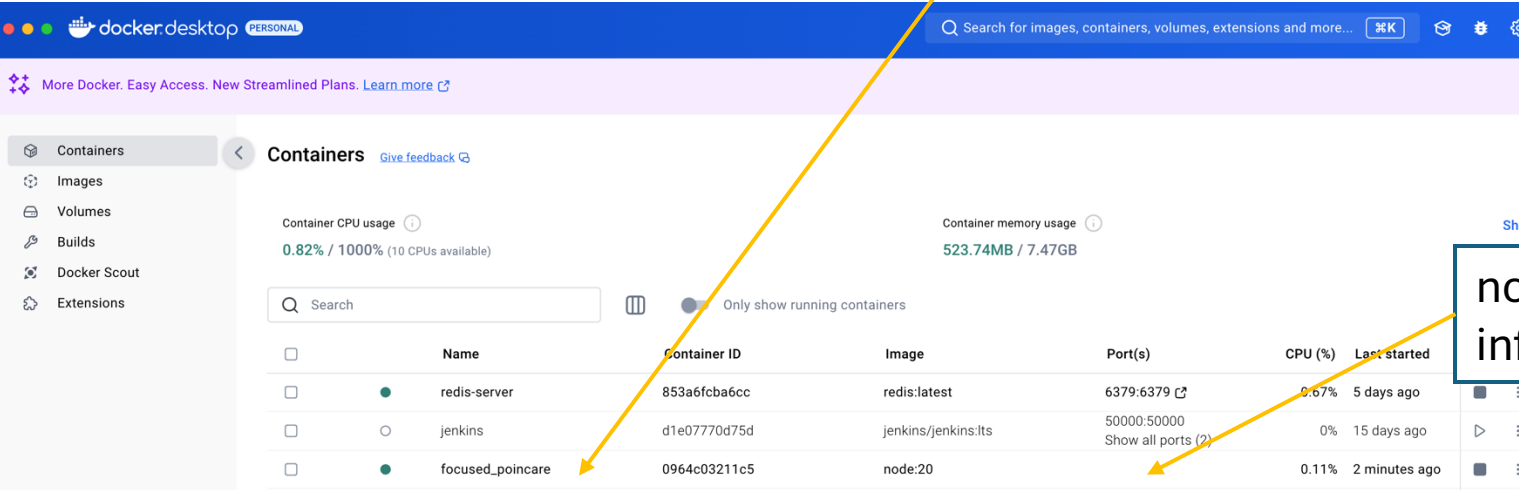 docker.desktop PERSONAL
Search for images, containers, volumes, extensions and more... ⌘K
More Docker. Easy Access. New Streamlined Plans. Learn more
Containers
Images
Volumes
Builds
Docker Scout
Extensions
Containers Give feedback
Container CPU usage
0.82% / 1000% (10 CPUs available)
Container memory usage
523.74MB / 7.47GB
Search
Only show running containers
Name Container ID Image Port(s) CPU (%) Last started
redis-server 853a6fcba6cc redis:latest 6379:6379 0.67% 5 days ago
jenkins d1e07770d75d jenkins/jenkins:lts 50000:50000 0% 15 days ago
Show all ports (2)
focused_poincare 0964c03211c5 node:20 0.11% 2 minutes ago